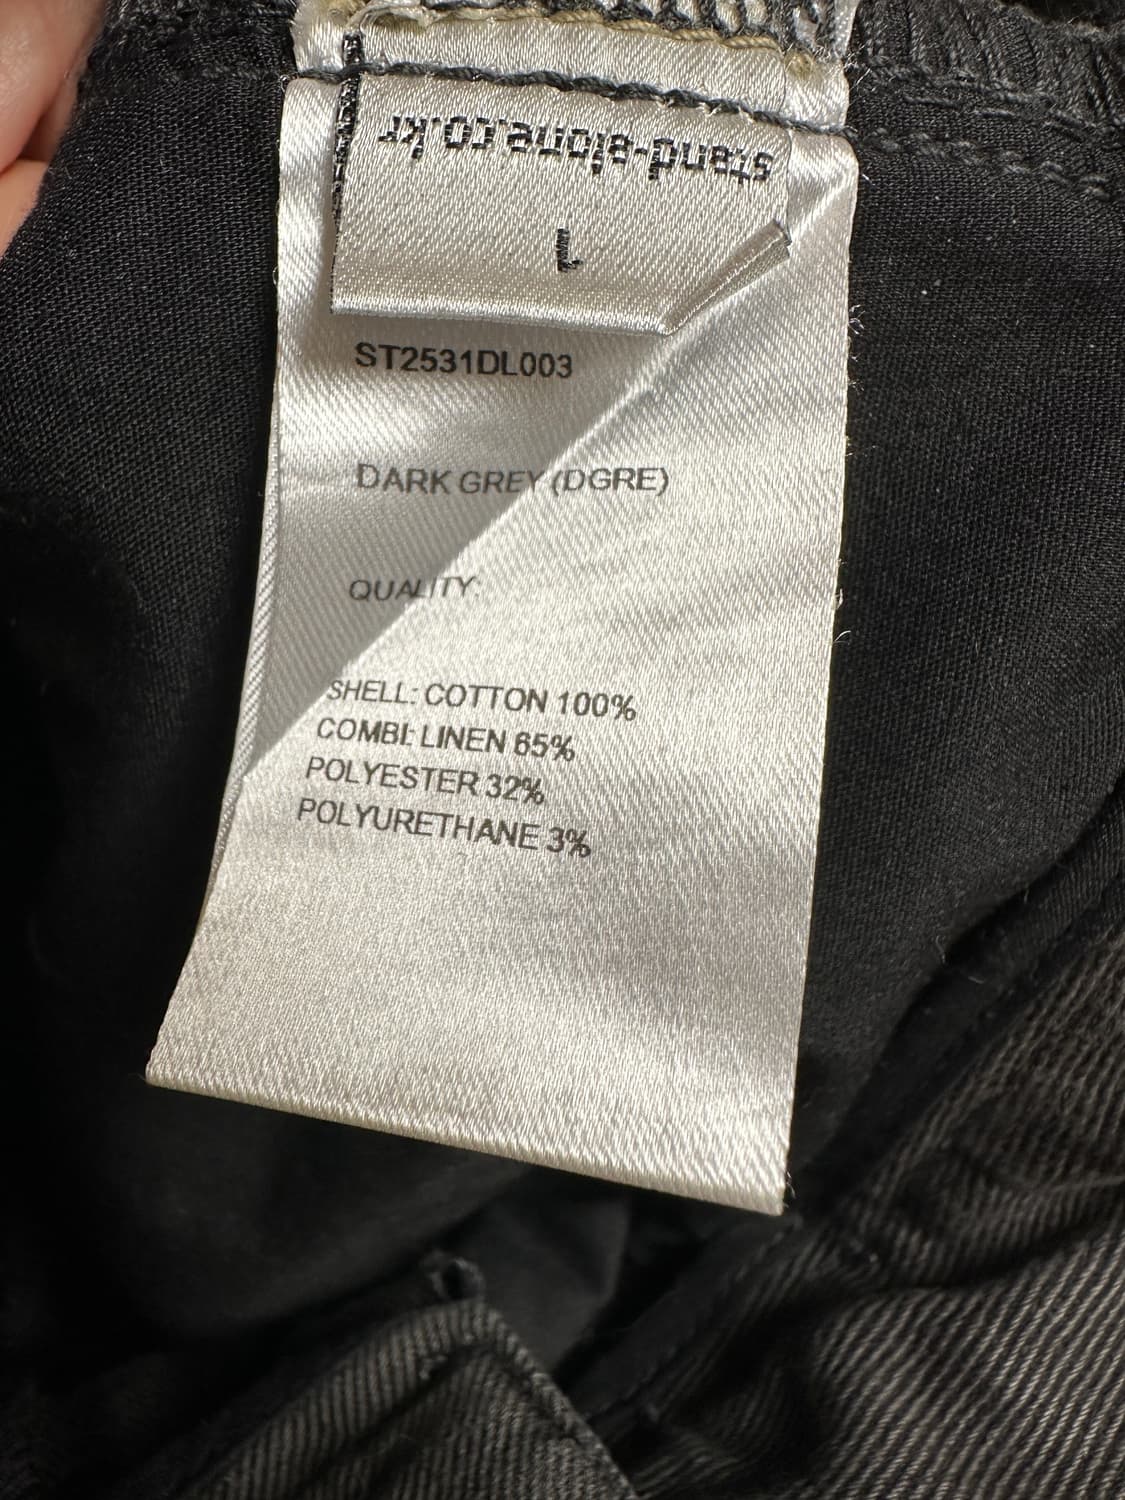 stand-alone.co.kr
1
ST2531DL003
DARK GREY (DGRE)
QUALITY:
SHELL: COTTON 100%
COMBI: LINEN 65%
POLYESTER 32%
POLYURETHANE 3%